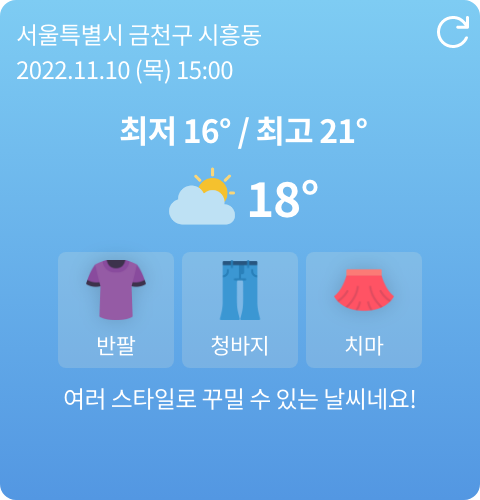 서울특별시 금천구 시흥동
2022.11.10 (목) 15:00
최저 16° / 최고 21°
18°
반팔 청바지 치마
여러 스타일로 꾸밀 수 있는 날씨네요!